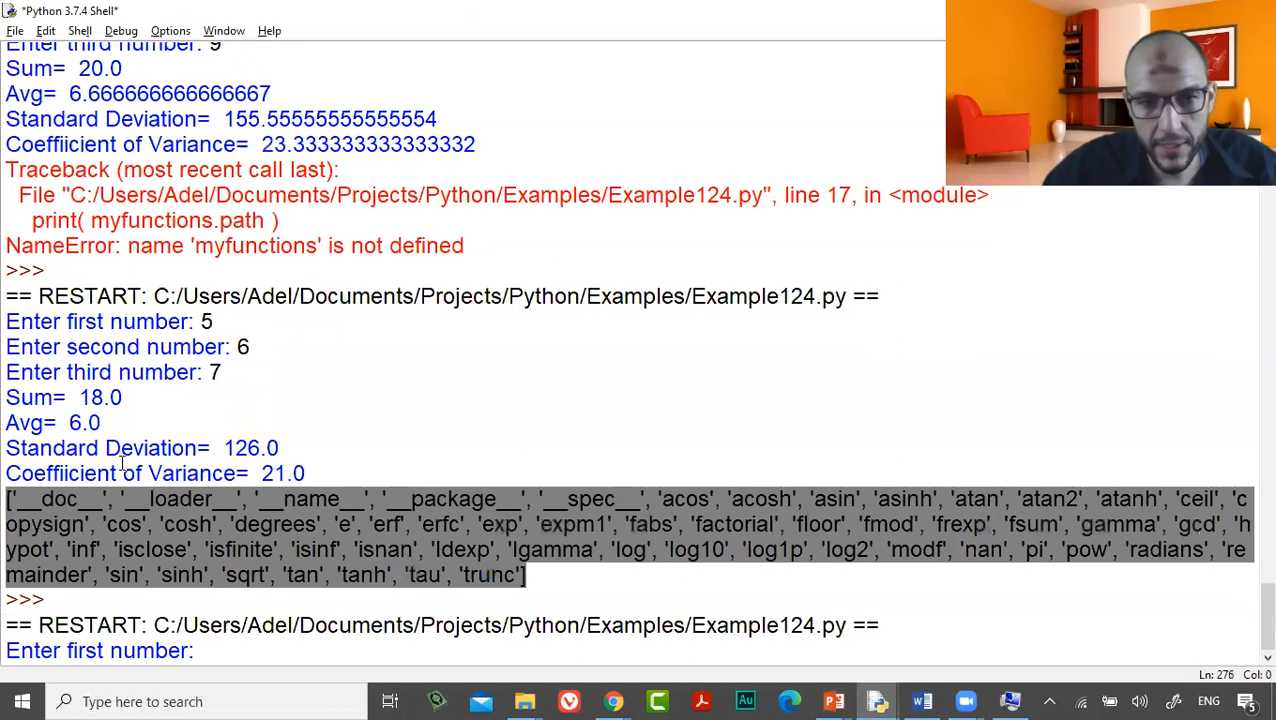 *Python 3.7.4 Shell*
File Edit Shell Debug Options Window Help
Enter third number: 9
Sum= 20.0
Avg= 6.666666666666667
Standard Deviation= 155.55555555555554
Coeffiicient of Variance= 23.333333333333332
Traceback (most recent call last):
File "C:/Users/Adel/Documents/Projects/Python/Examples/Example124.py", line 17, in <module>
print( myfunctions.path )
NameError: name 'myfunctions' is not defined
>>>
== RESTART: C:/Users/Adel/Documents/Projects/Python/Examples/Example124.py ==
Enter first number: 5
Enter second number: 6
Enter third number: 7
Sum= 18.0
Avg= 6.0
Standard Deviation= 126.0
Coeffiicient of Variance= 21.0
['__doc__', '__loader__', '__name__', '__package__', '__spec__', 'acos', 'acosh', 'asin', 'asinh', 'atan', 'atan2', 'atanh', 'ceil', 'c
opysign', 'cos', 'cosh', 'degrees', 'e', 'erf', 'erfc', 'exp', 'expm1', 'fabs', 'factorial', 'floor', 'fmod', 'frexp', 'fsum', 'gamma', 'gcd', 'h
ypot', 'inf', 'isclose', 'isfinite', 'isinf', 'isnan', 'ldexp', 'lgamma', 'log', 'log10', 'log1p', 'log2', 'modf', 'nan', 'pi', 'pow', 'radians', 're
mainder', 'sin', 'sinh', 'sqrt', 'tan', 'tanh', 'tau', 'trunc']
>>>
== RESTART: C:/Users/Adel/Documents/Projects/Python/Examples/Example124.py ==
Enter first number:
Ln: 276 Col: 0
Type here to search
Au
ENG
5